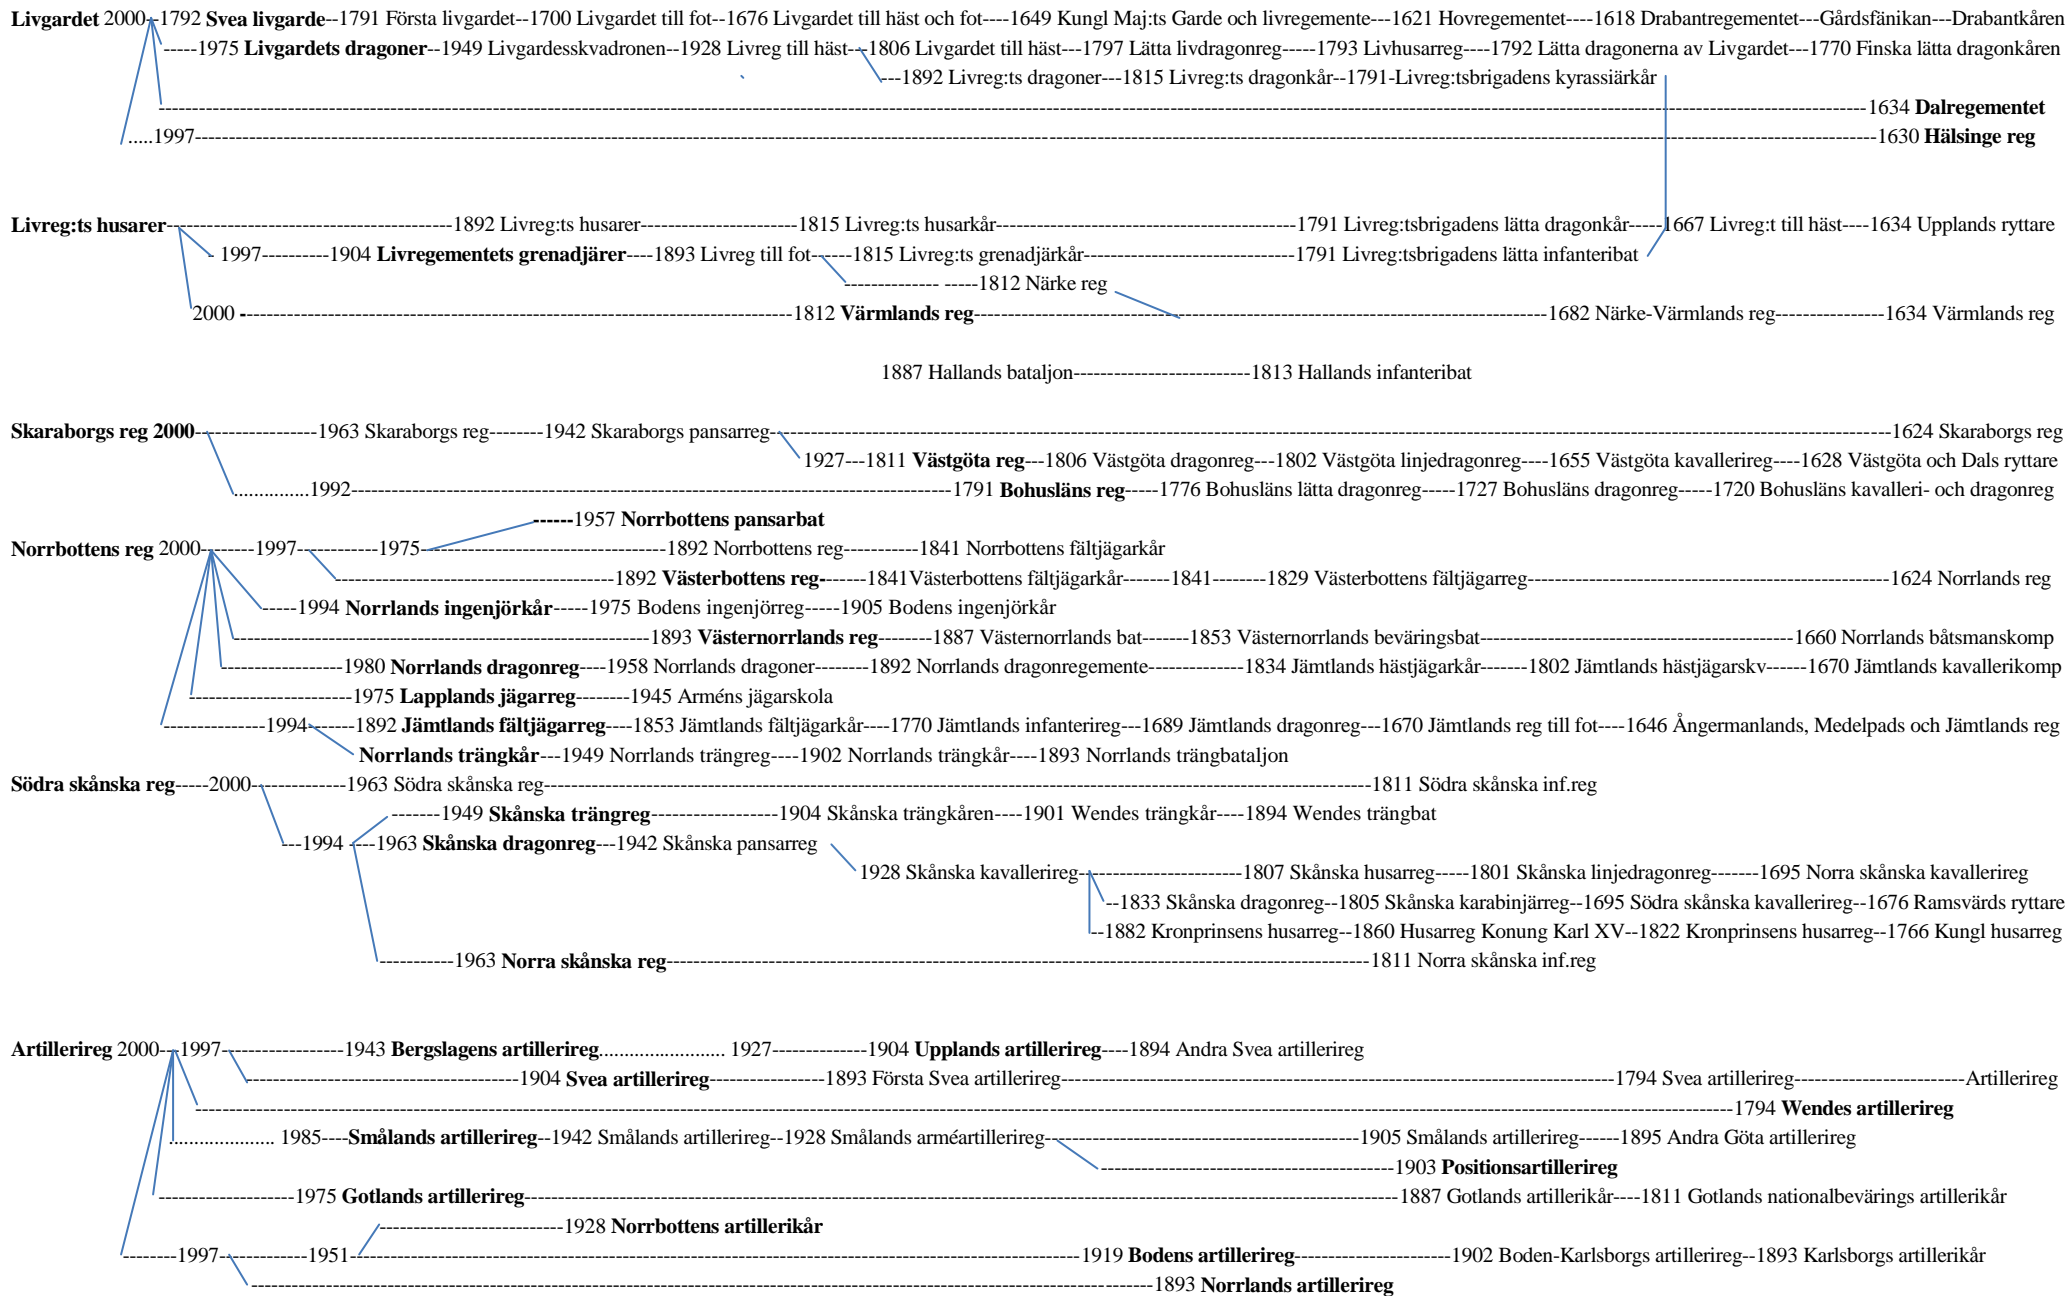 Livgardet 2000--1792 Svea livgarde--1791 Första livgardet--1700 Livgardet till fot--1676 Livgardet till häst och fot----1649 Kungl Maj:ts Garde och livregemente---1621 Hovregementet----1618 Drabantregementet---Gårdsfänikan---Drabantkåren
-----1975 Livgardets dragoner--1949 Livgardesskvadronen--1928 Livreg till häst---1806 Livgardet till häst---1797 Lätta livdragonreg-----1793 Livhusarreg----1792 Lätta dragonerna av Livgardet---1770 Finska lätta dragonkåren
---1892 Livreg:ts dragoner---1815 Livreg:ts dragonkår--1791-Livreg:tsbrigadens kyrassiärkår
---1634 Dalregementet
.....1997---1630 Hälsinge reg
Livreg:ts husarer---1892 Livreg:ts husarer---1815 Livreg:ts husarkår---1791 Livreg:tsbrigadens lätta dragonkår-----1667 Livreg:t till häst----1634 Upplands ryttare
- 1997----------1904 Livregementets grenadjärer----1893 Livreg till fot------1815 Livreg:ts grenadjärkår---1791 Livreg:tsbrigadens lätta infanteribat
-------------- -----1812 Närke reg
2000 ----1812 Värmlands reg---1682 Närke-Värmlands reg----------------1634 Värmlands reg
1887 Hallands bataljon--------------------------1813 Hallands infanteribat
Skaraborgs reg 2000------------------1963 Skaraborgs reg--------1942 Skaraborgs pansarreg---1624 Skaraborgs reg
1927---1811 Västgöta reg---1806 Västgöta dragonreg---1802 Västgöta linjedragonreg----1655 Västgöta kavallerireg----1628 Västgöta och Dals ryttare
...............1992---1791 Bohusläns reg-----1776 Bohusläns lätta dragonreg-----1727 Bohusläns dragonreg-----1720 Bohusläns kavalleri- och dragonreg
------1957 Norrbottens pansarbat
Norrbottens reg 2000--------1997------------1975---1892 Norrbottens reg-----------1841 Norrbottens fältjägarkår
---1892 Västerbottens reg-------1841Västerbottens fältjägarkår-------1841--------1829 Västerbottens fältjägarreg---1624 Norrlands reg
-----1994 Norrlands ingenjörkår-----1975 Bodens ingenjörreg-----1905 Bodens ingenjörkår
---1893 Västernorrlands reg--------1887 Västernorrlands bat-------1853 Västernorrlands beväringsbat---1660 Norrlands båtsmanskomp
------------------1980 Norrlands dragonreg----1958 Norrlands dragoner--------1892 Norrlands dragonregemente--------------1834 Jämtlands hästjägarkår-------1802 Jämtlands hästjägarskv------1670 Jämtlands kavallerikomp
------------------------1975 Lapplands jägarreg--------1945 Arméns jägarskola
---------------1994-------1892 Jämtlands fältjägarreg----1853 Jämtlands fältjägarkår----1770 Jämtlands infanterireg---1689 Jämtlands dragonreg---1670 Jämtlands reg till fot----1646 Ångermanlands, Medelpads och Jämtlands reg
Norrlands trängkår---1949 Norrlands trängreg----1902 Norrlands trängkår----1893 Norrlands trängbataljon
Södra skånska reg-----2000--------------1963 Södra skånska reg---1811 Södra skånska inf.reg
-------1949 Skånska trängreg-------------------1904 Skånska trängkåren----1901 Wendes trängkår----1894 Wendes trängbat
---1994 ----1963 Skånska dragonreg---1942 Skånska pansarreg
1928 Skånska kavallerireg------------------------1807 Skånska husarreg-----1801 Skånska linjedragonreg-------1695 Norra skånska kavallerireg
--1833 Skånska dragonreg--1805 Skånska karabinjärreg--1695 Södra skånska kavallerireg--1676 Ramsvärds ryttare
--1882 Kronprinsens husarreg--1860 Husarreg Konung Karl XV--1822 Kronprinsens husarreg--1766 Kungl husarreg
-----------1963 Norra skånska reg---1811 Norra skånska inf.reg
Artillerireg 2000---1997------------------1943 Bergslagens artillerireg........................ 1927--------------1904 Upplands artillerireg----1894 Andra Svea artillerireg
---1904 Svea artillerireg-----------------1893 Första Svea artillerireg---1794 Svea artillerireg-------------------------Artillerireg
---1794 Wendes artillerireg
..................... 1985----Smålands artillerireg--1942 Smålands artillerireg--1928 Smålands arméartillerireg---1905 Smålands artillerireg------1895 Andra Göta artillerireg
---1903 Positionsartillerireg
--------------------1975 Gotlands artillerireg---1887 Gotlands artillerikår----1811 Gotlands nationalbevärings artillerikår
---------------------------1928 Norrbottens artillerikår
--------1997----------------1951---1919 Bodens artillerireg-----------------------1902 Boden-Karlsborgs artillerireg--1893 Karlsborgs artillerikår
---1893 Norrlands artillerireg